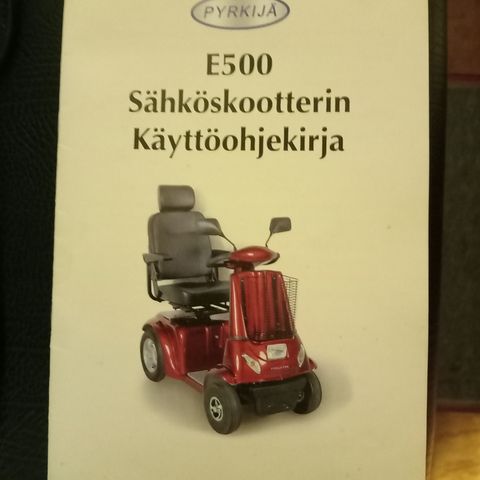 PYRKIJÄ
E500
Sähköskootterin
Käyttöohjekirja